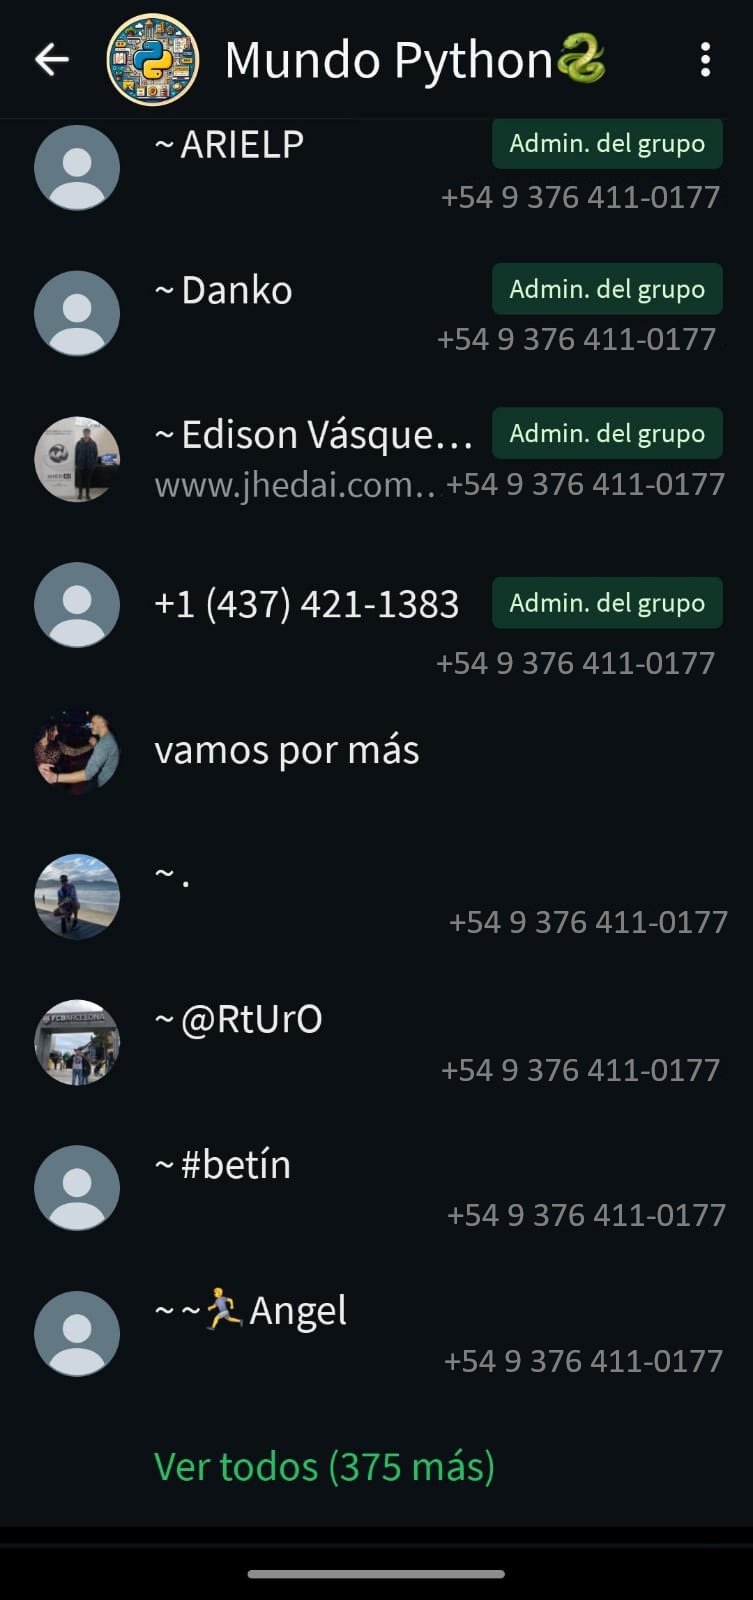 Mundo Python🐍
~ ARIELP Admin. del grupo
+54 9 376 411-0177
~ Danko Admin. del grupo
+54 9 376 411-0177
~ Edison Vásque... Admin. del grupo
www.jhedai.com... +54 9 376 411-0177
+1 (437) 421-1383 Admin. del grupo
+54 9 376 411-0177
vamos por más
~ .
+54 9 376 411-0177
FCBARCELONA
~ @RtUrO
+54 9 376 411-0177
~ #betín
+54 9 376 411-0177
~ ~🏃Angel
+54 9 376 411-0177
Ver todos (375 más)